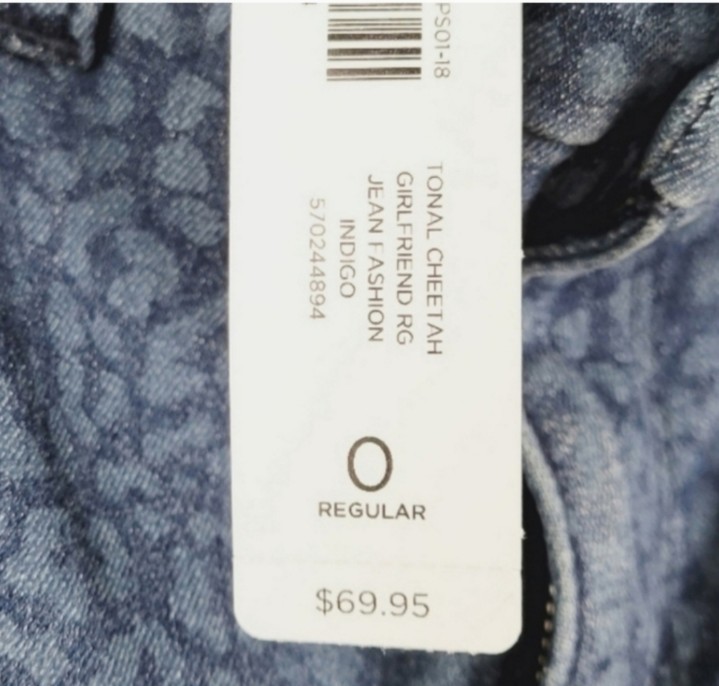 PS01-18
TONAL CHEETAH
GIRLFRIEND RG
JEAN FASHION
INDIGO
570244894
0
REGULAR
$69.95